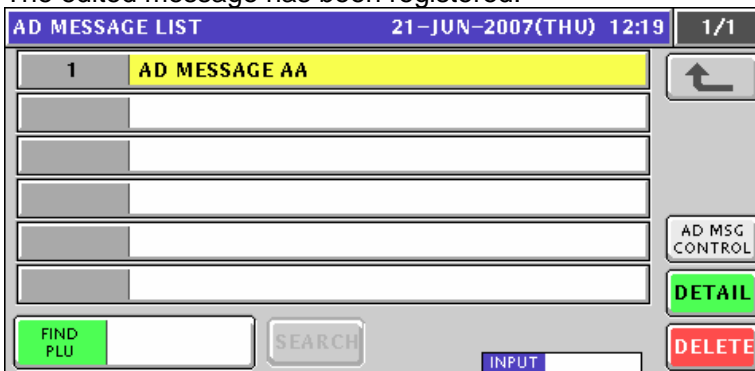 The edited message has been registered.
AD MESSAGE LIST 21-JUN-2007(THU) 12:19 1/1
1 AD MESSAGE AA
AD MSG
CONTROL
DETAIL
FIND
PLU
SEARCH
INPUT
DELETE